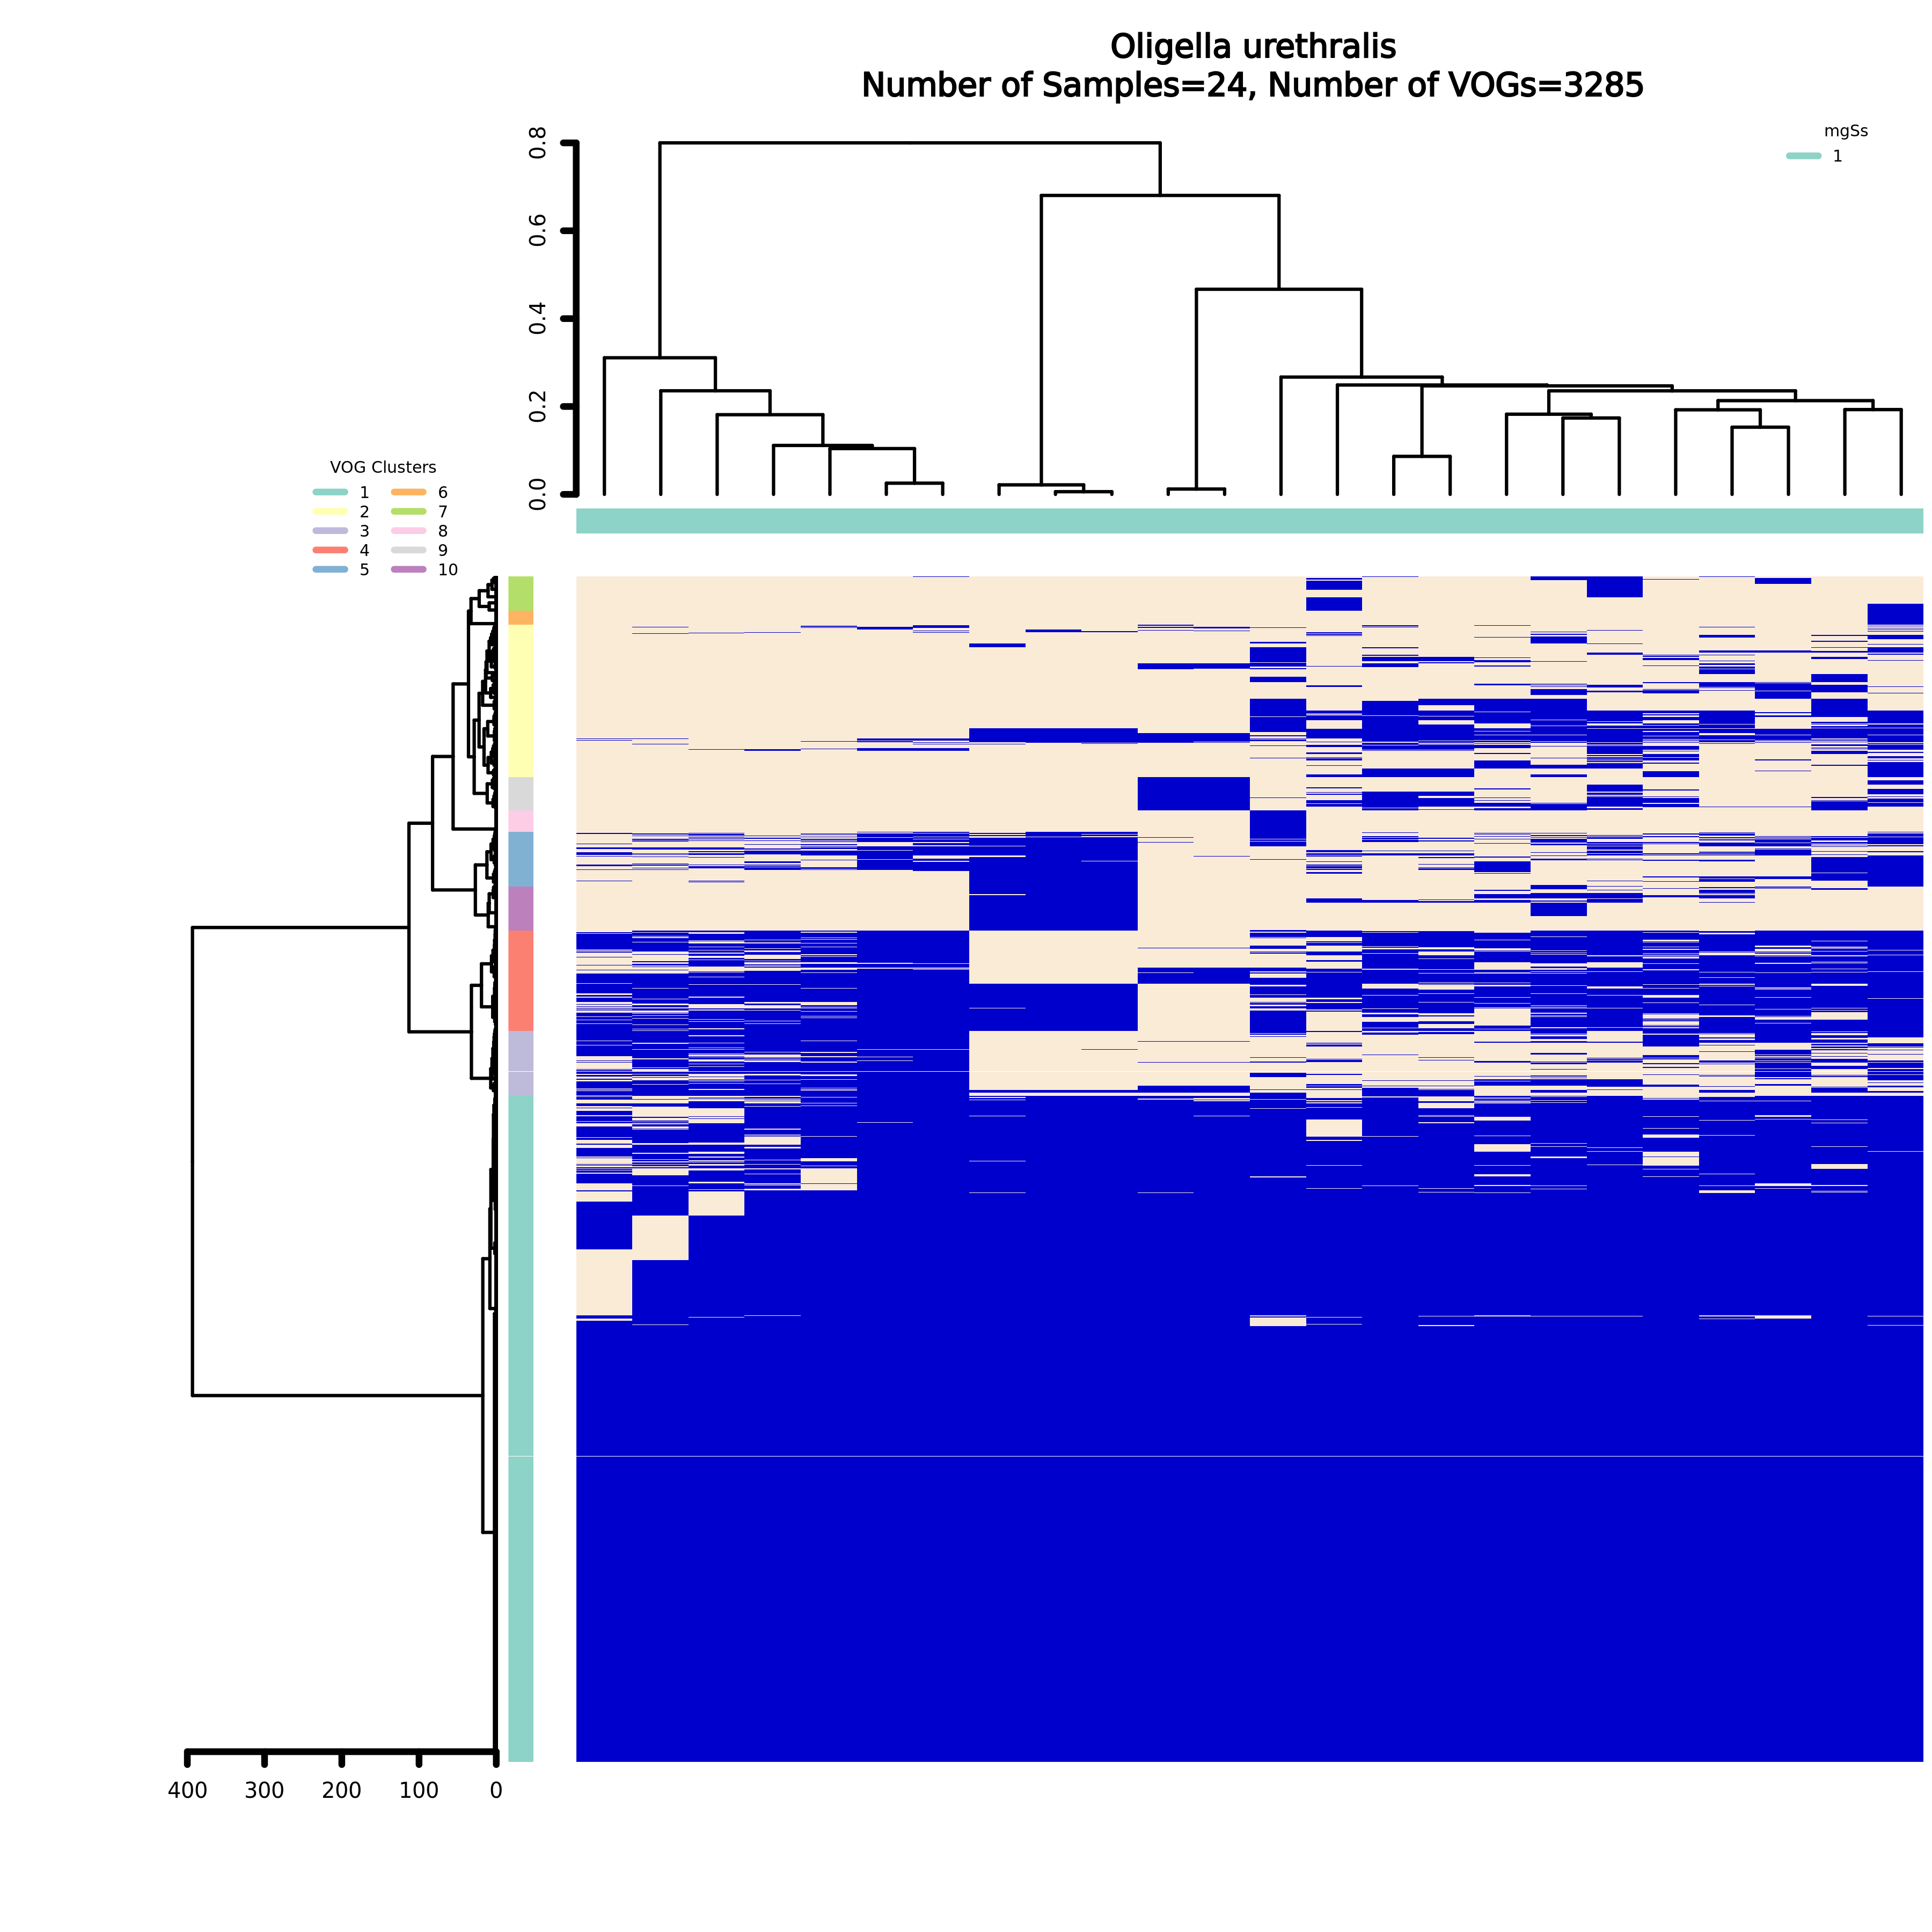 Oligella urethralis
Number of Samples=24, Number of VOGs=3285
mgSs
1
0.8
0.6
0.4
0.2
0.0
VOG Clusters
1 6
2 7
3 8
4 9
5 10
400 300 200 100 0